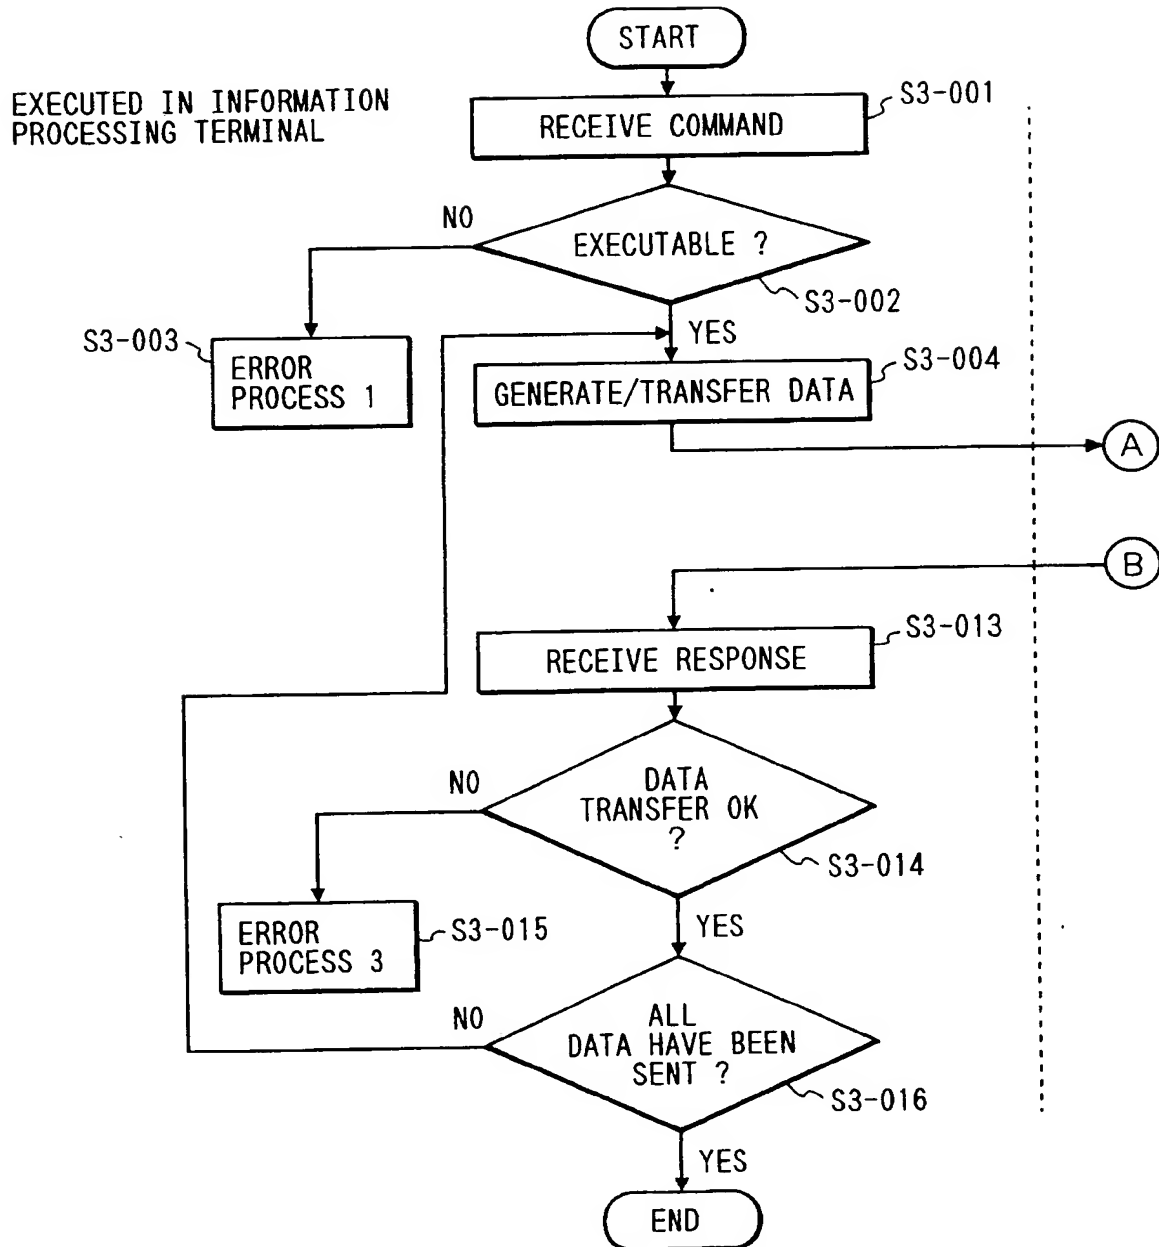 START
EXECUTED IN INFORMATION
PROCESSING TERMINAL
S3-001
RECEIVE COMMAND
NO
EXECUTABLE ?
S3-002
YES
S3-003
ERROR
PROCESS 1
S3-004
GENERATE/TRANSFER DATA
A
B
S3-013
RECEIVE RESPONSE
NO
DATA
TRANSFER OK
?
S3-014
YES
ERROR
PROCESS 3
S3-015
NO
ALL
DATA HAVE BEEN
SENT ?
S3-016
YES
END